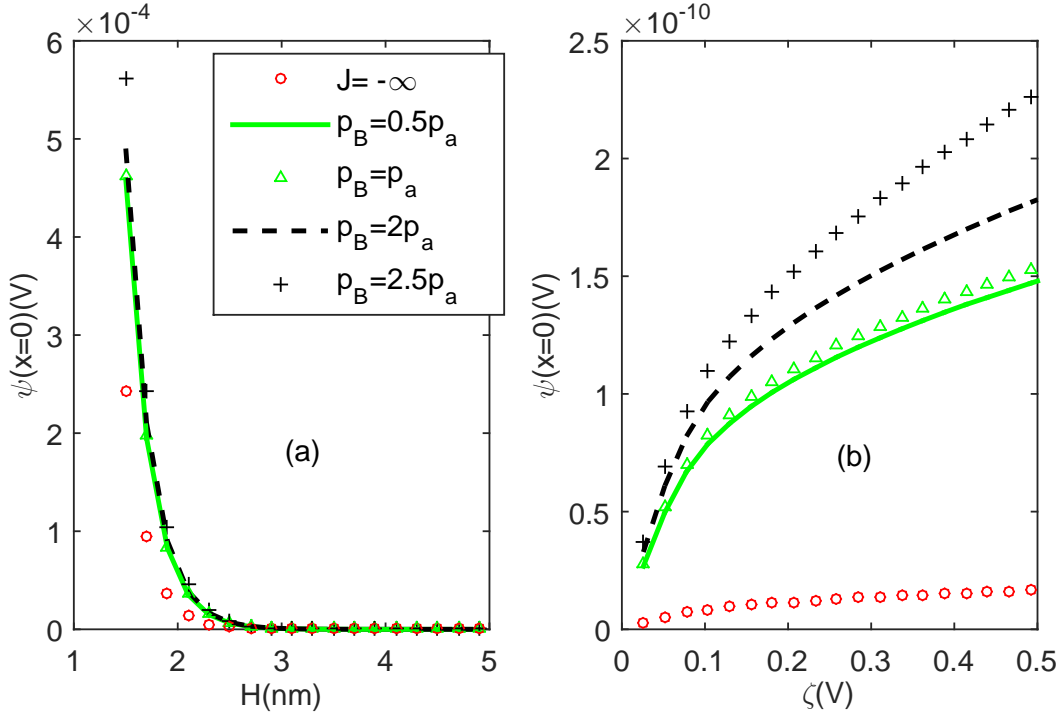 ×10⁻⁴
6
5
4
3
2
1
0
1
2
3
4
5
H(nm)
ψ(x=0)(V)
J= -∞
p_B=0.5p_a
p_B=p_a
p_B=2p_a
p_B=2.5p_a
(a)
×10⁻¹⁰
2.5
2
1.5
1
0.5
0
0
0.1
0.2
0.3
0.4
0.5
ζ(V)
ψ(x=0)(V)
(b)